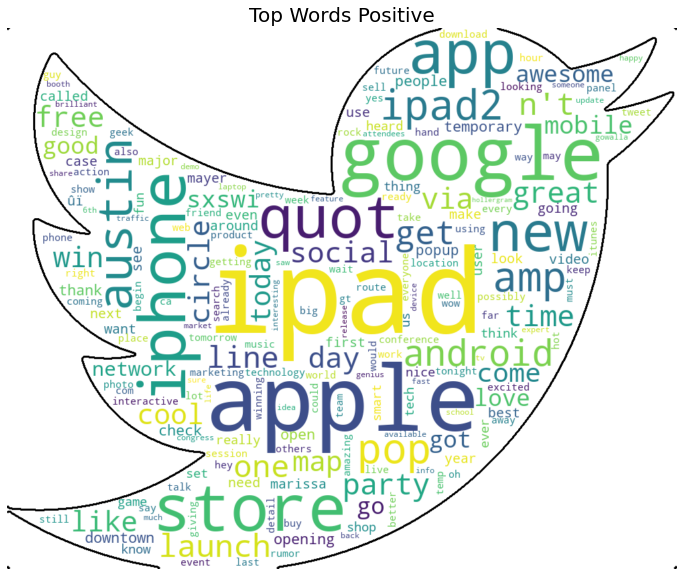 Top Words Positive
download
app
hour
happy
guy
booth
brilliant
called
free
future
people
looking
awesome
someone
panel
sell
yes
ipad2
n't
update
use
mobile
tweet
gowalla
design
geek
good
also
rock
attendees
heard
hand
temporary
way
may
google
case
share
action
major
demo
laptop
mayer
thing
ready
hollergram
via
every
great
going
itunes
show
ûï
austin
fun
sxswi
friend
pretty
week
feature
quot
take
make
using
new
6th
traffic
web
even
around
product
get
phone
win
see
iphone
circle
today
social
popup
user
look
video
must
keep
right
begin
getting
saw
wait
everyone
location
us
amp
possibly
thank
coming
ca
search
already
interesting
ipad
big
route
well
wow
device
far
hot
next
want
place
market
tomorrow
music
release
first
conference
time
think
expert
line
day
would
work
android
tv
network
marketing
technology
world
genius
nice
tech
tonight
come
photo
com
sure
life
lot
winning
idea
could
team
smart
fast
excited
love
interactive
cool
apple
school
best
away
check
congress
really
open
others
amazing
pop
available
got
ever
session
hey
one
map
live
info
year
oh
set
need
marissa
party
temp
game
talk
store
detail
better
still
say
much
like
giving
buy
shop
go
downtown
know
launch
opening
back
event
last
rumor